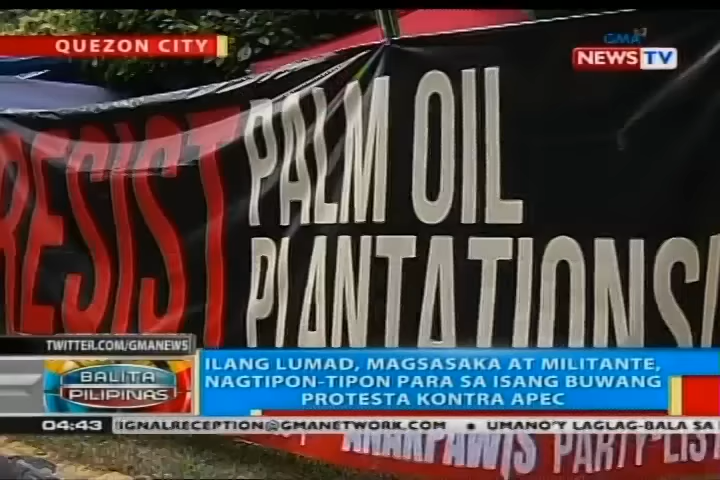 QUEZON CITY
GMA
NEWS TV
RESIST PALM OIL
PLANTATIONS!
TWITTER.COM/GMANEWS
BALITA
PILIPINAS
ILANG LUMAD, MAGSASAKA AT MILITANTE,
NAGTIPON-TIPON PARA SA ISANG BUWANG
PROTESTA KONTRA APEC
04:43 IGNALRECEPTION@GMANETWORK.COM • UMANO'Y LAGLAG-BALA SA
ANAKPAWIS PARTY-LIST